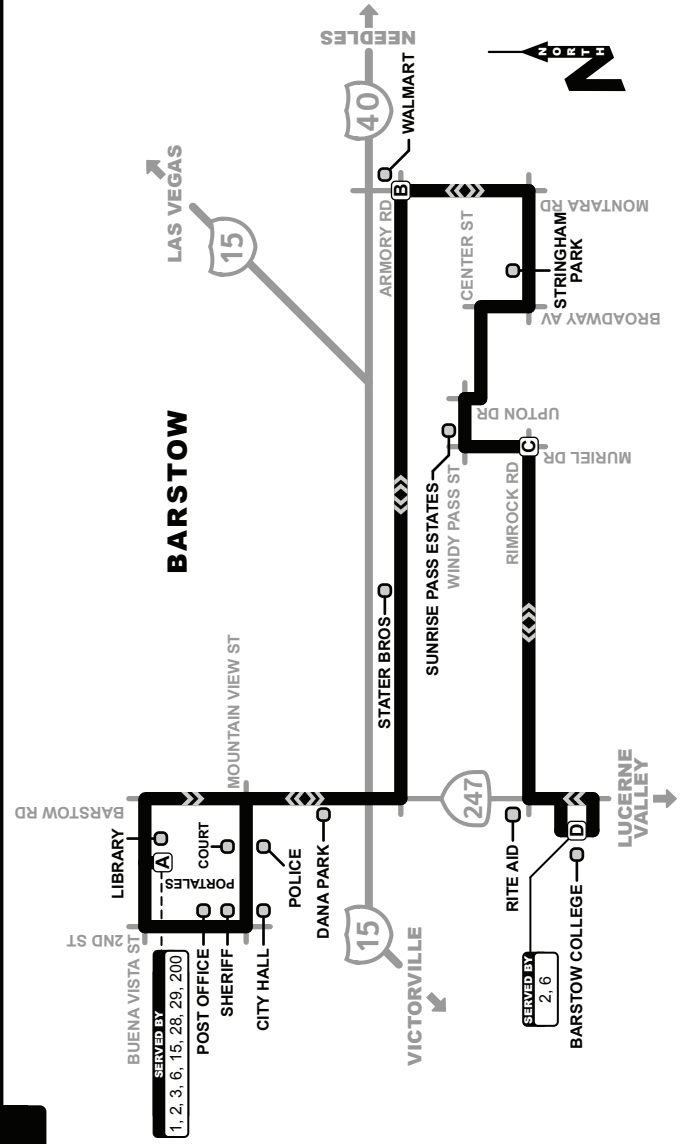 BARSTOW
LAS VEGAS
15
NEEDLES
40
WALMART
NORTH
N
ARMORY RD
B
CENTER ST
MONTARA RD
STRINGHAM
PARK
BROADWAY AV
UPTON DR
MURIEL DR
C
SUNRISE PASS ESTATES
WINDY PASS ST
RIMROCK RD
STATER BROS
MOUNTAIN VIEW ST
BARSTOW RD
LIBRARY
A
COURT
PORTALES
POLICE
DANA PARK
2ND ST
BUENA VISTA ST
SERVED BY
1, 2, 3, 6, 15, 28, 29, 200
POST OFFICE
SHERIFF
CITY HALL
15
VICTORVILLE
247
RITE AID
D
LUCERNE
VALLEY
SERVED BY
2, 6
BARSTOW COLLEGE